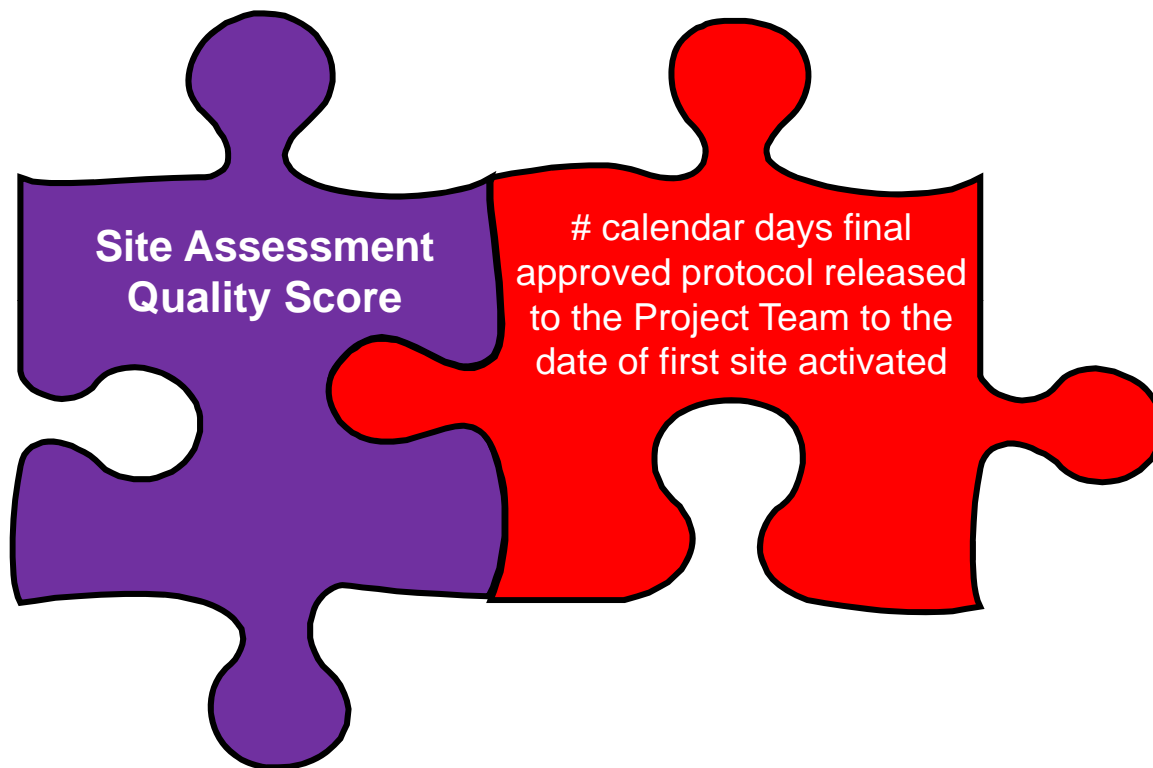 Site Assessment
Quality Score
# calendar days final
approved protocol released
to the Project Team to the
date of first site activated